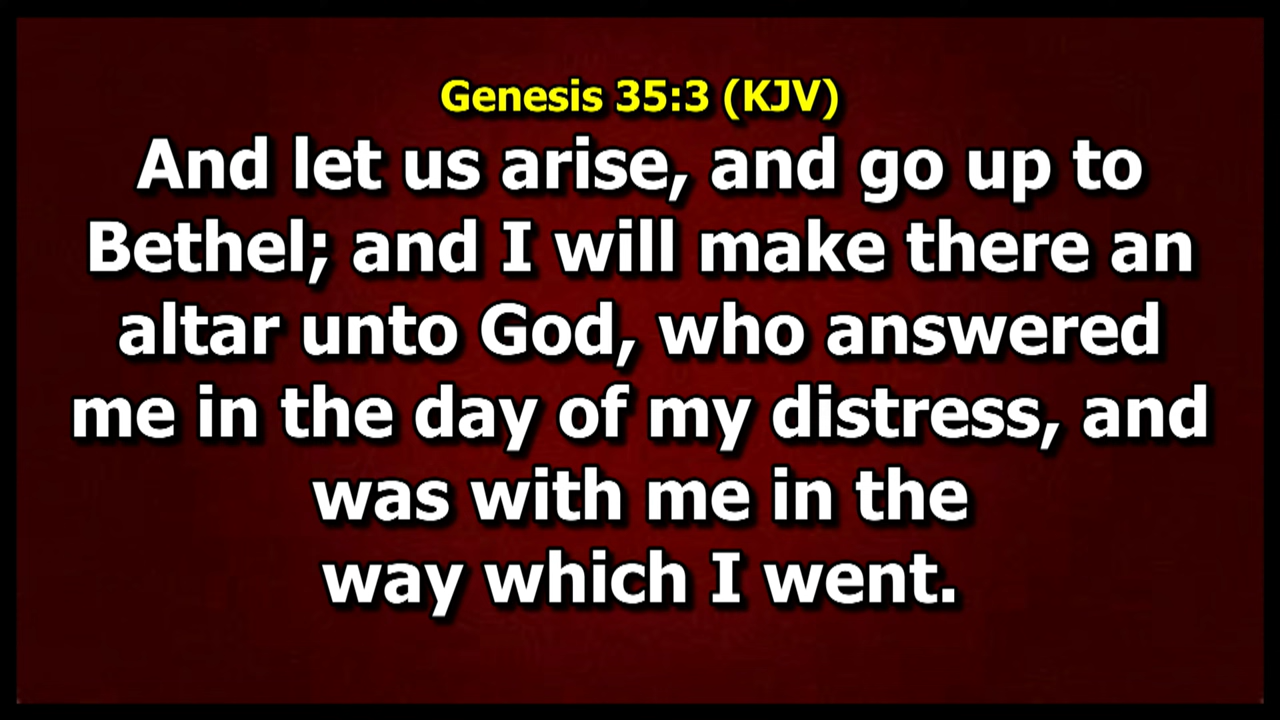 Genesis 35:3 (KJV)
And let us arise, and go up to
Bethel; and I will make there an
altar unto God, who answered
me in the day of my distress, and
was with me in the
way which I went.